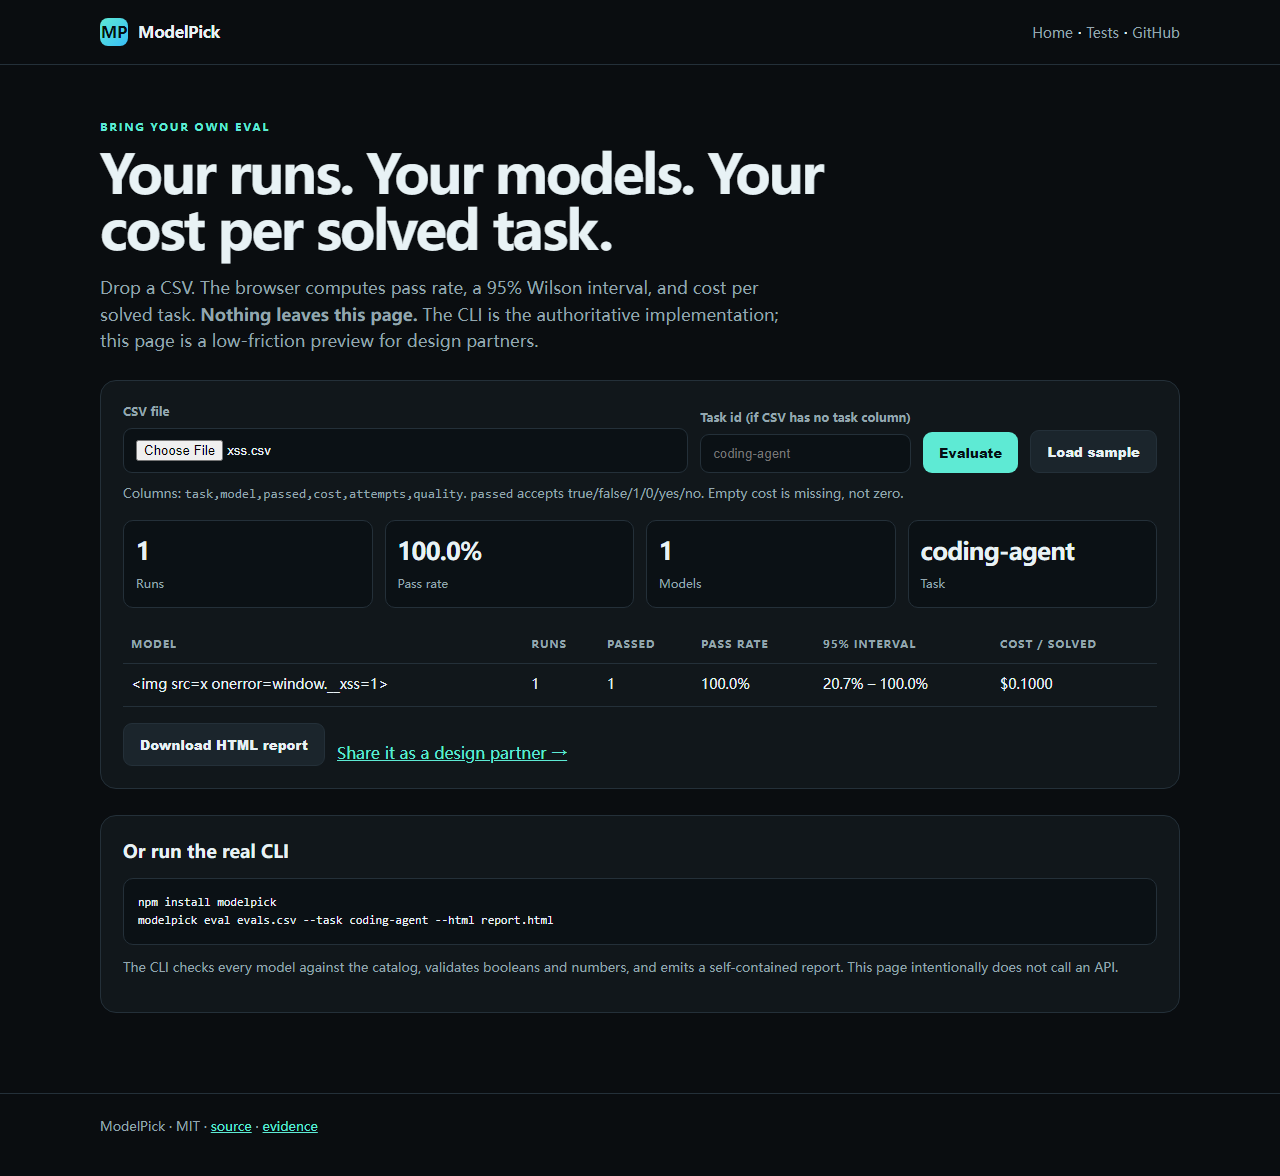 MP ModelPick
Home · Tests · GitHub
BRING YOUR OWN EVAL
Your runs. Your models. Your
cost per solved task.
Drop a CSV. The browser computes pass rate, a 95% Wilson interval, and cost per
solved task. Nothing leaves this page. The CLI is the authoritative implementation;
this page is a low-friction preview for design partners.
CSV file
Choose File xss.csv
Task id (if CSV has no task column)
coding-agent
Evaluate
Load sample
Columns: task,model,passed,cost,attempts,quality. passed accepts true/false/1/0/yes/no. Empty cost is missing, not zero.
1
Runs
100.0%
Pass rate
1
Models
coding-agent
Task
MODEL RUNS PASSED PASS RATE 95% INTERVAL COST / SOLVED
<img src=x onerror=window.__xss=1> 1 1 100.0% 20.7% – 100.0% $0.1000
Download HTML report
Share it as a design partner →
Or run the real CLI
npm install modelpick
modelpick eval evals.csv --task coding-agent --html report.html
The CLI checks every model against the catalog, validates booleans and numbers, and emits a self-contained report. This page intentionally does not call an API.
ModelPick · MIT · source · evidence